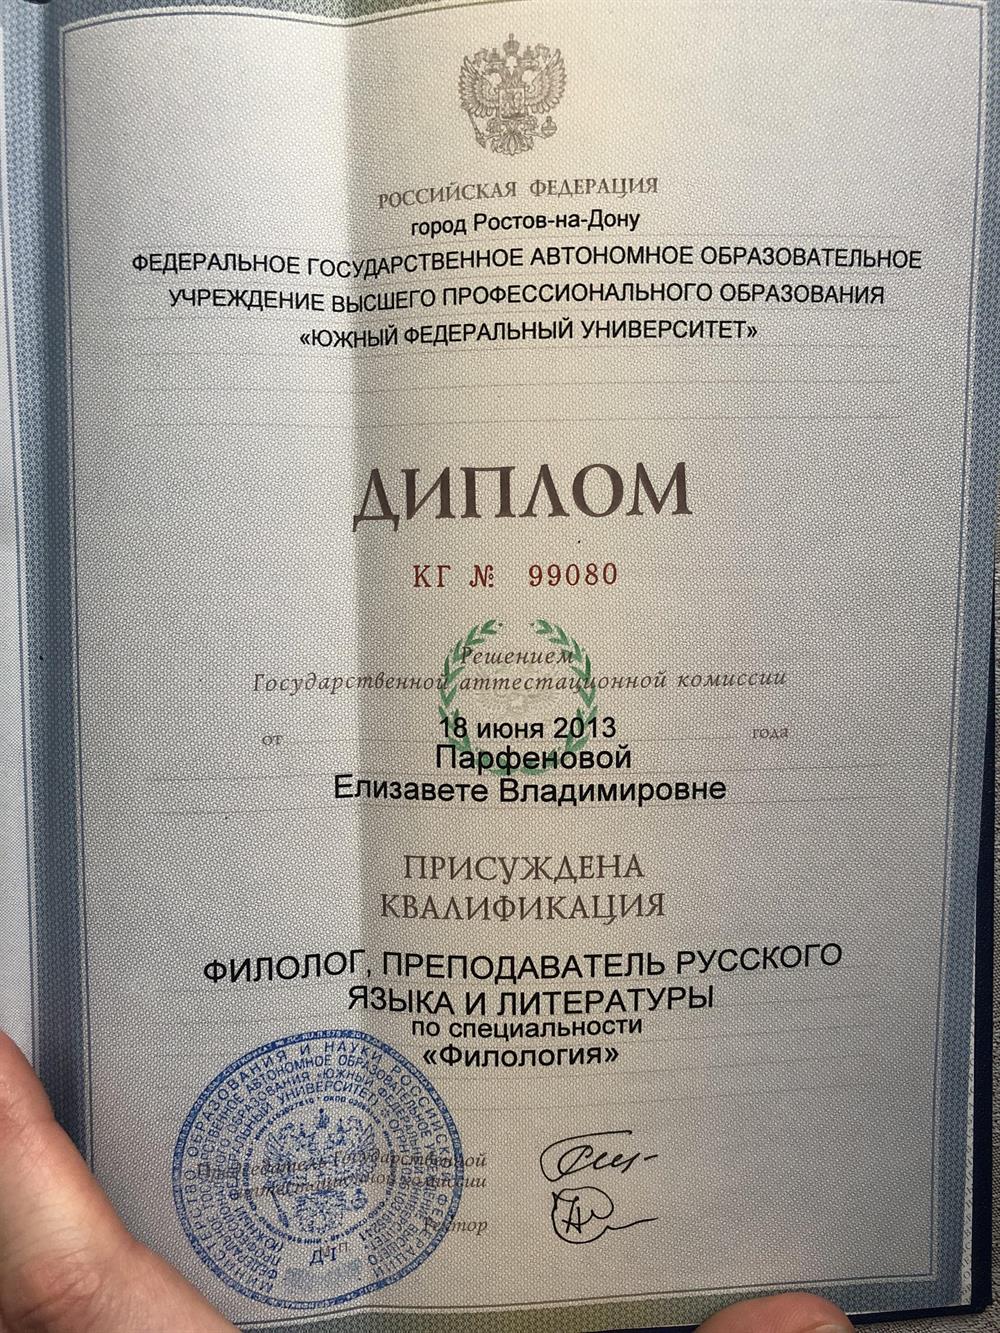 РОССИЙСКАЯ ФЕДЕРАЦИЯ
город Ростов-на-Дону
ФЕДЕРАЛЬНОЕ ГОСУДАРСТВЕННОЕ АВТОНОМНОЕ ОБРАЗОВАТЕЛЬНОЕ
УЧРЕЖДЕНИЕ ВЫСШЕГО ПРОФЕССИОНАЛЬНОГО ОБРАЗОВАНИЯ
«ЮЖНЫЙ ФЕДЕРАЛЬНЫЙ УНИВЕРСИТЕТ»
ДИПЛОМ
КГ № 99080
Решением
Государственной аттестационной комиссии
от 18 июня 2013 года
Парфеновой
Елизавете Владимировне
ПРИСУЖДЕНА
КВАЛИФИКАЦИЯ
ФИЛОЛОГ, ПРЕПОДАВАТЕЛЬ РУССКОГО
ЯЗЫКА И ЛИТЕРАТУРЫ
по специальности
«Филология»
Председатель Государственной
аттестационной комиссии
Ректор